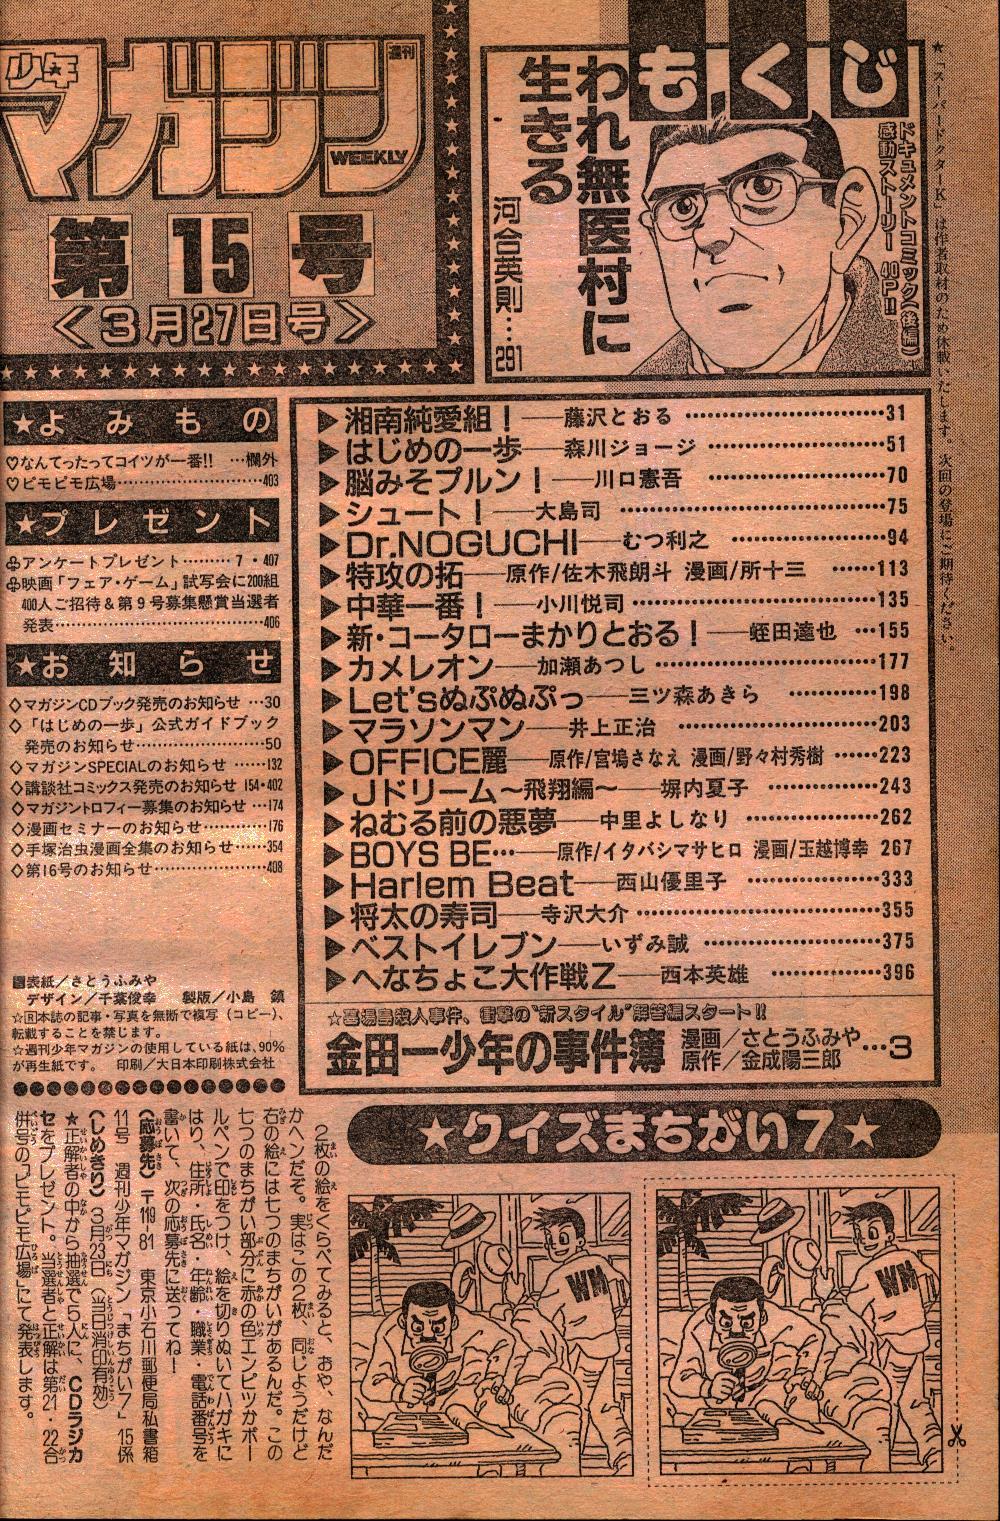 週刊
少年
マガジン
WEEKLY
第15号
<3月27日号>
もくじ
ドキュメントコミック(後編)
感動ストーリー 40P!!
われ無医村に
生きる
河合英則…291
★「スーパードクターK」は作者取材のため休載いたします。次回の登場にご期待ください。
★よみもの
♡なんてったってコイツが一番!! …欄外
♡ビモビモ広場……403
★プレゼント
♧アンケートプレゼント………7・407
♧映画「フェア・ゲーム」試写会に200組
400人ご招待&第9号募集懸賞当選者
発表……406
★お知らせ
◇マガジンCDブック発売のお知らせ …30
◇「はじめの一歩」公式ガイドブック
発売のお知らせ……50
◇マガジンSPECIALのお知らせ ……132
◇講談社コミックス発売のお知らせ 154・402
◇マガジントロフィー募集のお知らせ …174
◇漫画セミナーのお知らせ………176
◇手塚治虫漫画全集のお知らせ……354
◇第16号のお知らせ……408
▶湘南純愛組!──藤沢とおる……31
▶はじめの一歩──森川ジョージ……51
▶脳みそプルン!──川口憲吾……70
▶シュート!──大島司……75
▶Dr.NOGUCHI──むつ利之……94
▶特攻の拓──原作/佐木飛朗斗 漫画/所十三……113
▶中華一番!──小川悦司……135
▶新・コータローまかりとおる!──蛭田達也…155
▶カメレオン──加瀬あつし……177
▶Let'sぬぷぬぷっ──三ツ森あきら……198
▶マラソンマン──井上正治……203
▶OFFICE麗──原作/宮塲さなえ 漫画/野々村秀樹……223
▶Jドリーム〜飛翔編〜──塀内夏子……243
▶ねむる前の悪夢──中里よしなり……262
▶BOYS BE…──原作/イタバシマサヒロ 漫画/玉越博幸 267
▶Harlem Beat──西山優里子……333
▶将太の寿司──寺沢大介……355
▶ベストイレブン──いずみ誠……375
▶へなちょこ大作戦Z──西本英雄……396
☆墓場島殺人事件、衝撃の“新スタイル”解答編スタート!!
金田一少年の事件簿 漫画/さとうふみや 原作/金成陽三郎…3
表紙/さとうふみや
デザイン/千葉俊幸 製版/小島 鎮
☆R本誌の記事・写真を無断で複写(コピー)、
転載することを禁じます。
☆週刊少年マガジンの使用している紙は、90%
が再生紙です。 印刷/大日本印刷株式会社
★クイズまちがい7★
2枚の絵をくらべてみると、おや、なんだ
かヘンだぞ。実はこの2枚、同じようだけど
右の絵には七つのまちがいがあるんだ。この
七つのまちがい部分に赤の色エンピツかボー
ルペンで印をつけ、絵を切りぬいてハガキに
はり、住所・氏名・年齢・職業・電話番号を
書いて、次の応募先に送ってね!
(応募先)〒119-81 東京小石川郵便局私書箱
11号 週刊少年マガジン「まちがい7」15係
(しめきり)3月23日(当日消印有効)
★正解者の中から抽選で5人に、CDラジカ
セをプレゼント。当選者と正解は第21・22合
併号の「ビモビモ広場」にて発表します。
WM
WM